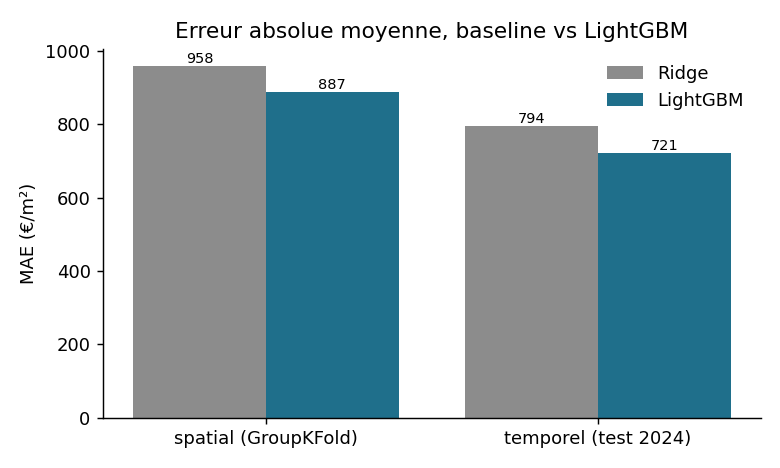 Erreur absolue moyenne, baseline vs LightGBM
MAE (€/m²)
1000
800
600
400
200
0
958
887
794
721
Ridge
LightGBM
spatial (GroupKFold)
temporel (test 2024)